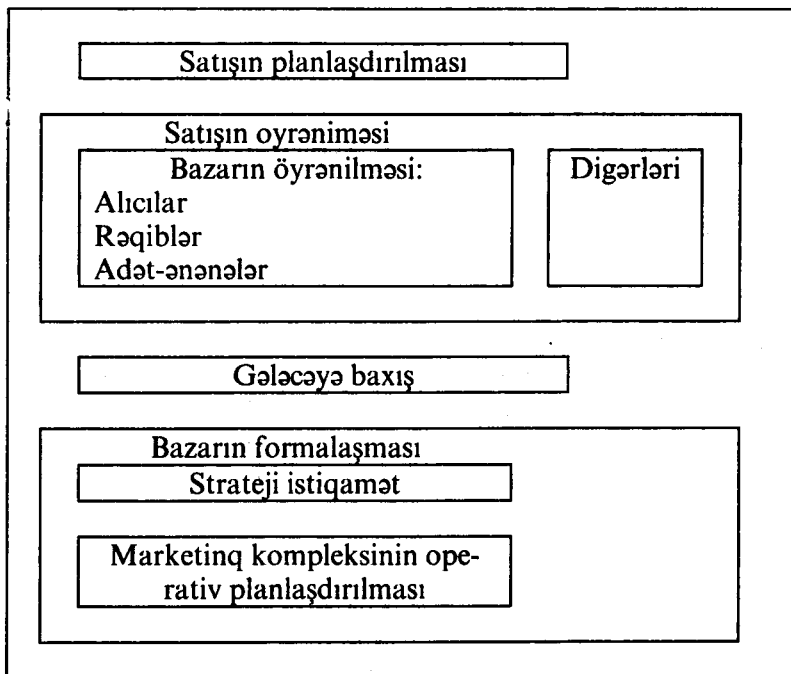 Satışın planlaşdırılması
Satışın oyrəniməsi
Bazarın öyrənilməsi:
Alıcılar
Rəqiblər
Adət-ənənələr
Digərləri
Gələcəyə baxış
Bazarın formalaşması
Strateji istiqamət
Marketinq kompleksinin ope-
rativ planlaşdırılması